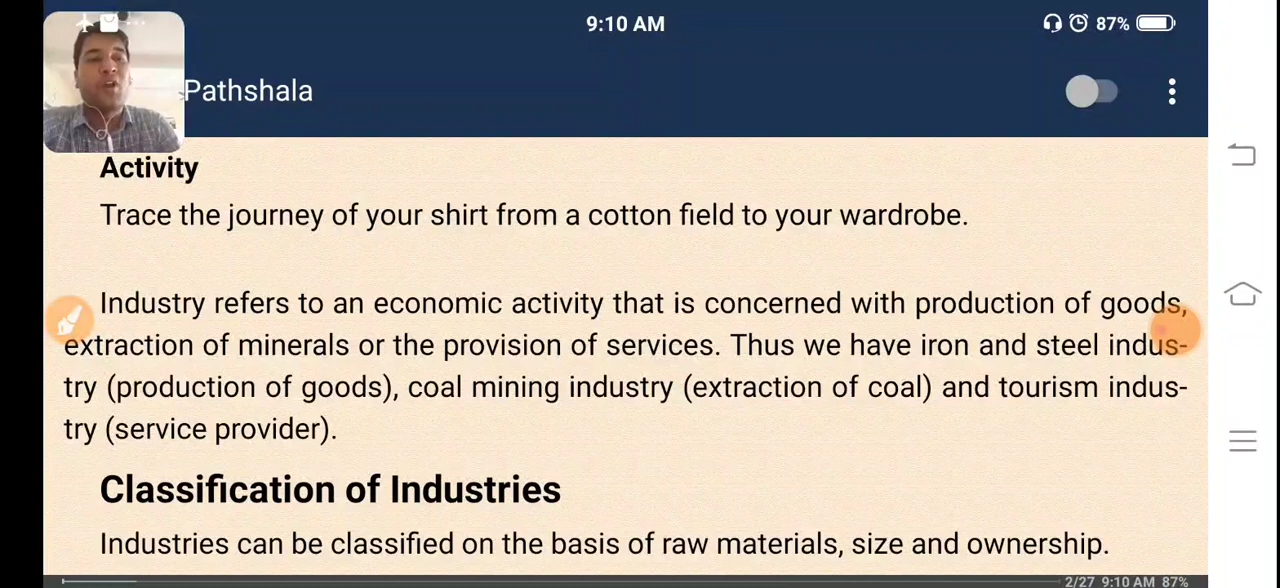 9:10 AM
87%
Pathshala
Activity
Trace the journey of your shirt from a cotton field to your wardrobe.
Industry refers to an economic activity that is concerned with production of goods,
extraction of minerals or the provision of services. Thus we have iron and steel indus-
try (production of goods), coal mining industry (extraction of coal) and tourism indus-
try (service provider).
Classification of Industries
Industries can be classified on the basis of raw materials, size and ownership.
2/27 9:10 AM 87%